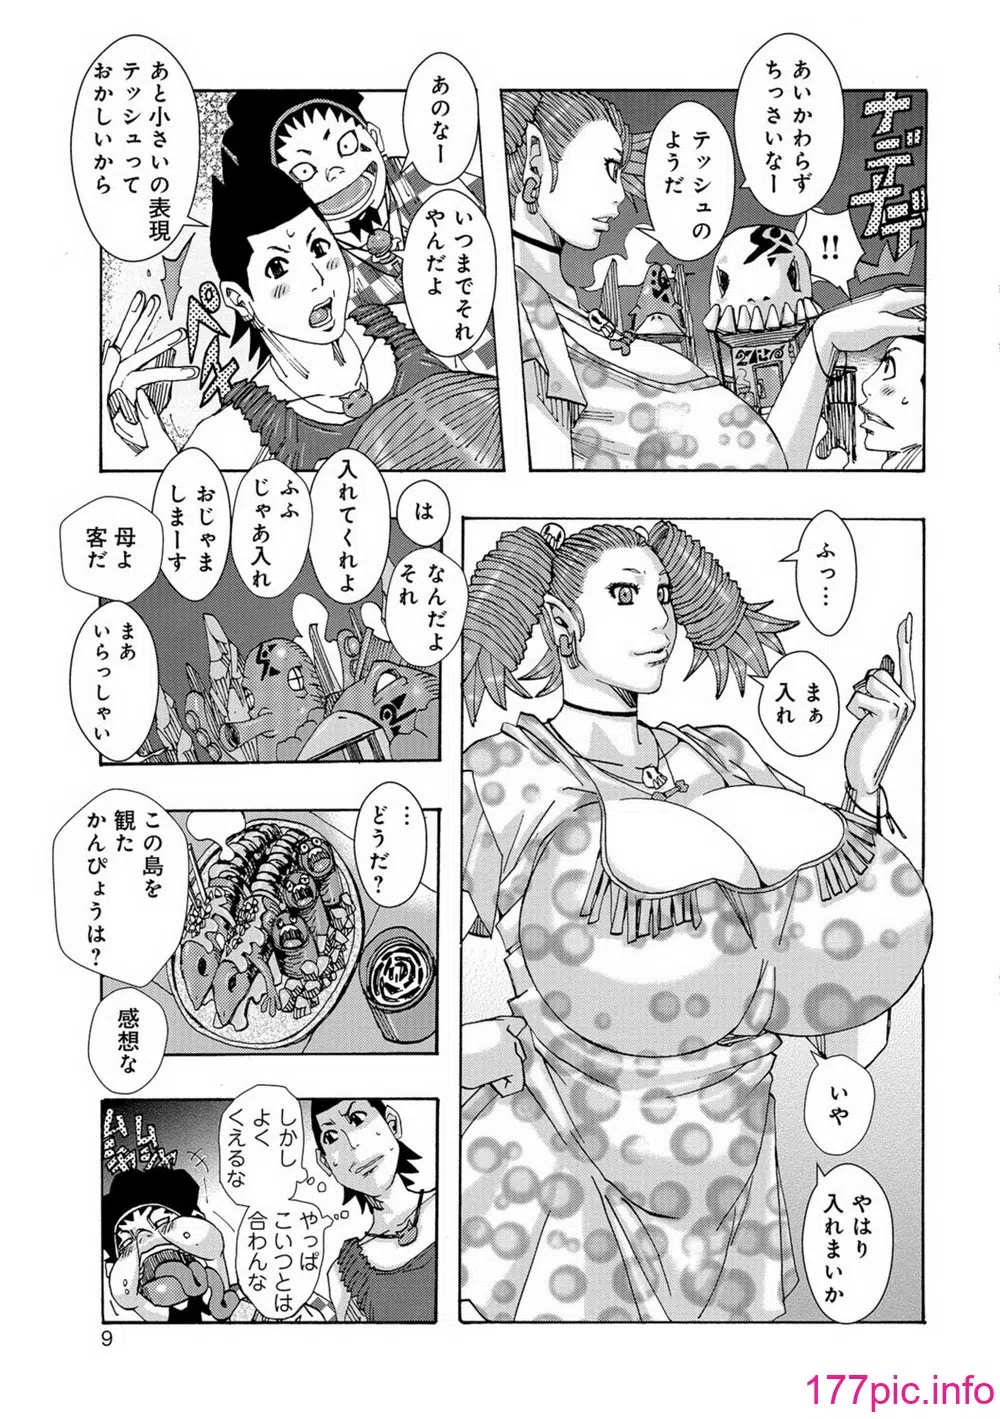 あいかわらず
ちっさいなー
テッシュの
ようだ
!!
ナデナデ
あのなー
いつまでそれ
やんだよ
あと小さいの表現
テッシュって
おかしいから
ふっ…
まぁ
入れ
いや
やはり
入れまいか
は
なんだよ
それ
入れてくれよ
ふふ
じゃあ入れ
おじゃま
しまーす
母よ
客だ
まあ
いらっしゃい
…
どうだ?
この島を
観た
かんぴょうは?
感想な
しかし
よく
くえるな
やっぱ
こいつとは
合わんな
9
177pic.info